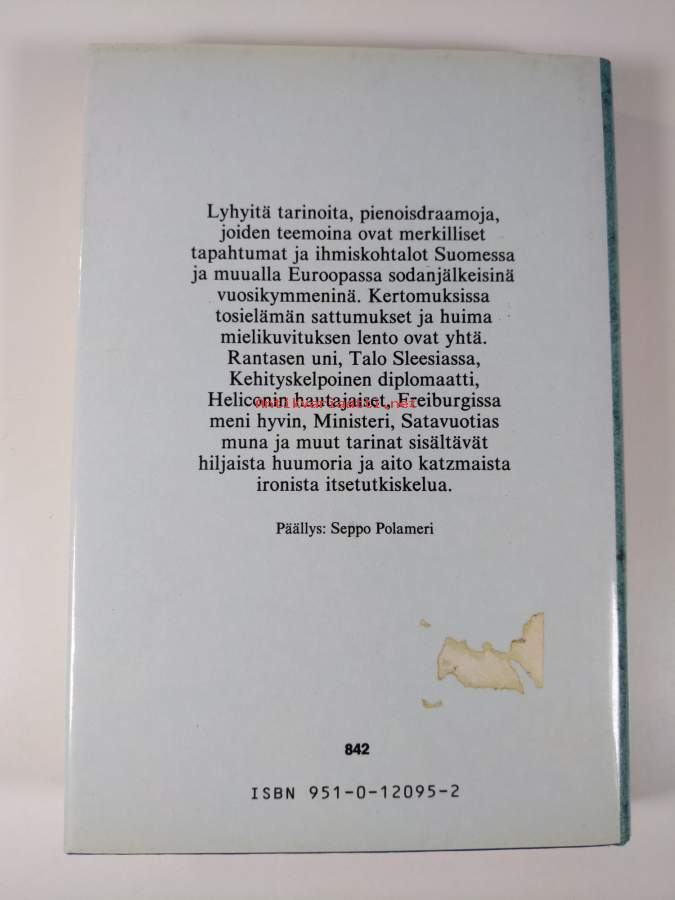 Lyhyitä tarinoita, pienoisdraamoja,
joiden teemoina ovat merkilliset
tapahtumat ja ihmiskohtalot Suomessa
ja muualla Euroopassa sodanjälkeisinä
vuosikymmeninä. Kertomuksissa
tosielämän sattumukset ja huima
mielikuvituksen lento ovat yhtä.
Rantasen uni, Talo Sleesiassa,
Kehityskelpoinen diplomaatti,
Heliconin hautajaiset, Freiburgissa
Antikvariaatti.net
meni hyvin, Ministeri, Satavuotias
muna ja muut tarinat sisältävät
hiljaista huumoria ja aito katzmaista
ironista itsetutkiskelua.
Päällys: Seppo Polameri
842
ISBN 951-0-12095-2